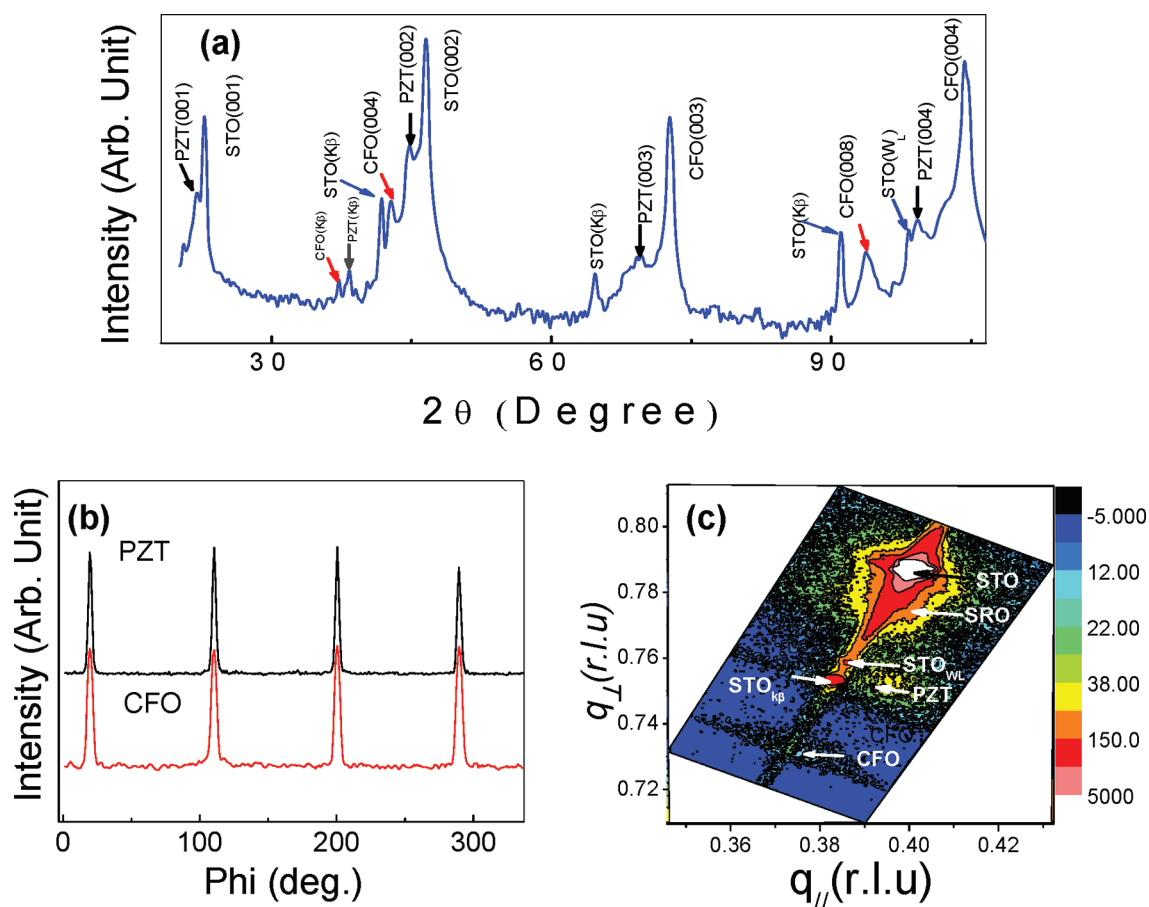 (a)
Intensity (Arb. Unit)
PZT(001)
STO(001)
CFO(Kβ)
PZT(Kβ)
STO(Kβ)
CFO(004)
PZT(002)
STO(002)
STO(Kβ)
PZT(003)
CFO(003)
STO(Kβ)
CFO(008)
STO(W_L)
PZT(004)
CFO(004)
30 60 90
2 θ (Degree)
(b)
Intensity (Arb. Unit)
PZT
CFO
0 100 200 300
Phi (deg.)
(c)
q⊥(r.l.u)
0.80
0.78
0.76
0.74
0.72
STO
SRO
STO_WL
STO_kβ
PZT
CFO
CFO
0.36 0.38 0.40 0.42
q//(r.l.u)
-5.000
12.00
22.00
38.00
150.0
5000